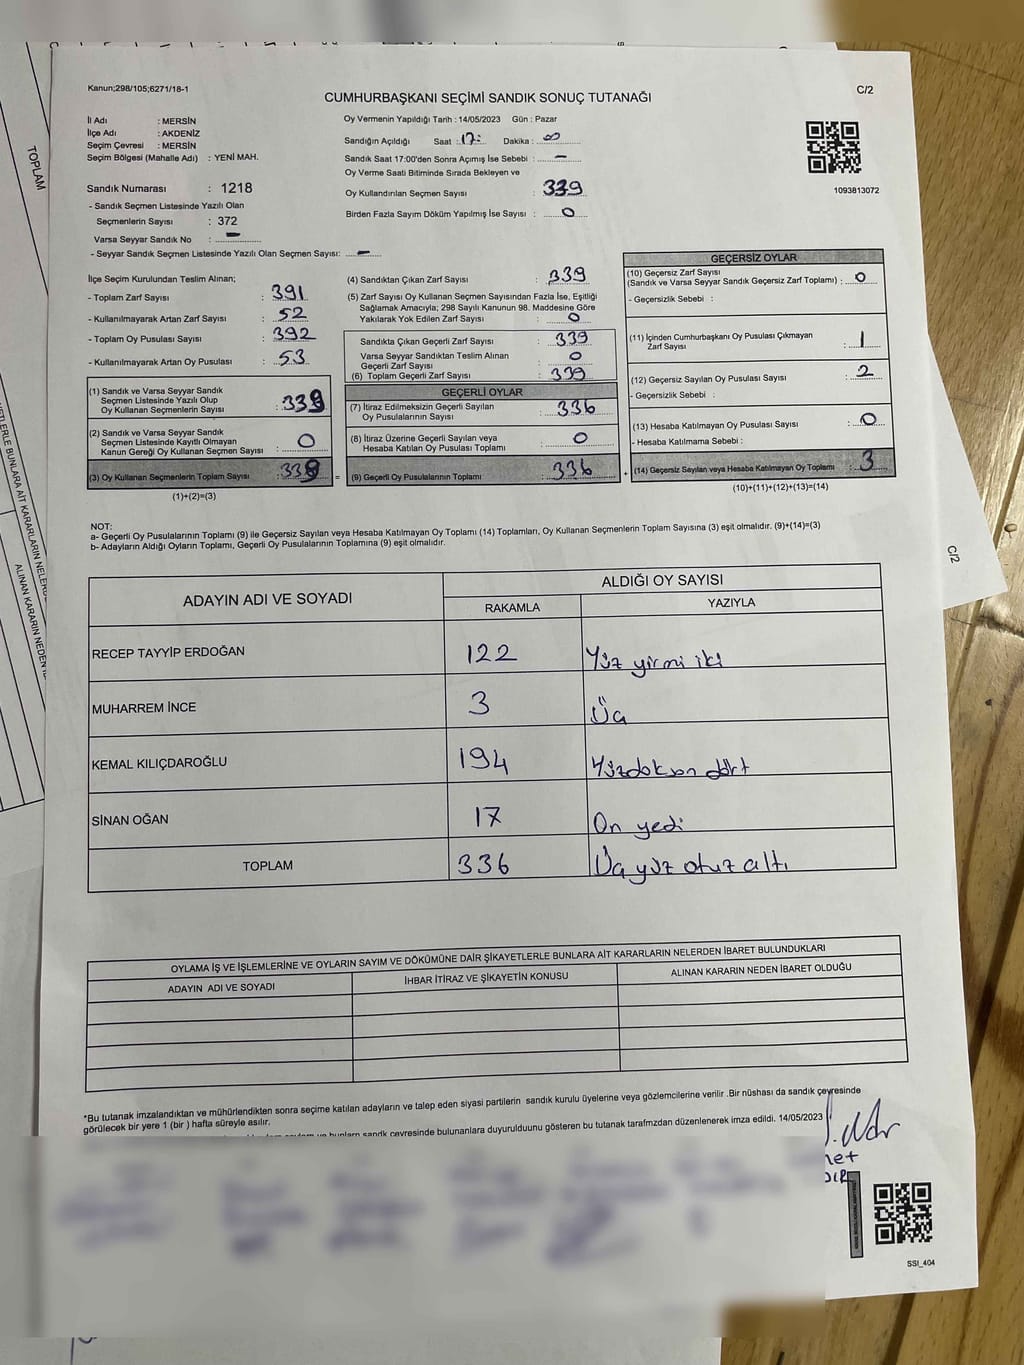 Kanun;298/105;6271/18-1
C/2
CUMHURBAŞKANI SEÇİMİ SANDIK SONUÇ TUTANAĞI
İl Adı : MERSİN
İlçe Adı : AKDENİZ
Seçim Çevresi : MERSİN
Seçim Bölgesi (Mahalle Adı) : YENİ MAH.
Sandık Numarası : 1218
- Sandık Seçmen Listesinde Yazılı Olan
Seçmenlerin Sayısı : 372
Varsa Seyyar Sandık No : –
- Seyyar Sandık Seçmen Listesinde Yazılı Olan Seçmen Sayısı: –
Oy Vermenin Yapıldığı Tarih : 14/05/2023 Gün : Pazar
Sandığın Açıldığı Saat : 17: Dakika : 00
Sandık Saat 17:00'den Sonra Açımış İse Sebebi : –
Oy Verme Saati Bitiminde Sırada Bekleyen ve
Oy Kullandırılan Seçmen Sayısı : 339
Birden Fazla Sayım Döküm Yapılmış İse Sayısı : 0
1093813072
İlçe Seçim Kurulundan Teslim Alınan;
- Toplam Zarf Sayısı : 391
- Kullanılmayarak Artan Zarf Sayısı : 52
- Toplam Oy Pusulası Sayısı : 392
- Kullanılmayarak Artan Oy Pusulası : 53
(1) Sandık ve Varsa Seyyar Sandık
Seçmen Listesinde Yazılı Olup
Oy Kullanan Seçmenlerin Sayısı : 339
(2) Sandık ve Varsa Seyyar Sandık
Seçmen Listesinde Kayıtlı Olmayan
Kanun Gereği Oy Kullanan Seçmen Sayısı : 0
(3) Oy Kullanan Seçmenlerin Toplam Sayısı : 339
(1)+(2)=(3)
(4) Sandıktan Çıkan Zarf Sayısı : 339
(5) Zarf Sayısı Oy Kullanan Seçmen Sayısından Fazla İse, Eşitliği
Sağlamak Amacıyla; 298 Sayılı Kanunun 98. Maddesine Göre
Yakılarak Yok Edilen Zarf Sayısı : 0
Sandıkta Çıkan Geçerli Zarf Sayısı : 339
Varsa Seyyar Sandıktan Teslim Alınan
Geçerli Zarf Sayısı : 0
(6) Toplam Geçerli Zarf Sayısı : 339
GEÇERLİ OYLAR
(7) İtiraz Edilmeksizin Geçerli Sayılan
Oy Pusulalarının Sayısı : 336
(8) İtiraz Üzerine Geçerli Sayılan veya
Hesaba Katılan Oy Pusulası Toplamı : 0
= (9) Geçerli Oy Pusulalarının Toplamı : 336
GEÇERSİZ OYLAR
(10) Geçersiz Zarf Sayısı
(Sandık ve Varsa Seyyar Sandık Geçersiz Zarf Toplamı) : 0
- Geçersizlik Sebebi :
(11) İçinden Cumhurbaşkanı Oy Pusulası Çıkmayan
Zarf Sayısı : 1
(12) Geçersiz Sayılan Oy Pusulası Sayısı : 2
- Geçersizlik Sebebi :
(13) Hesaba Katılmayan Oy Pusulası Sayısı : 0
- Hesaba Katılmama Sebebi :
+ (14) Geçersiz Sayılan veya Hesaba Katılmayan Oy Toplamı : 3
(10)+(11)+(12)+(13)=(14)
NOT:
a- Geçerli Oy Pusulalarının Toplamı (9) ile Geçersiz Sayılan veya Hesaba Katılmayan Oy Toplamı (14) Toplamları, Oy Kullanan Seçmenlerin Toplam Sayısına (3) eşit olmalıdır. (9)+(14)=(3)
b- Adayların Aldığı Oyların Toplamı, Geçerli Oy Pusulalarının Toplamına (9) eşit olmalıdır.
ADAYIN ADI VE SOYADI ALDIĞI OY SAYISI
RAKAMLA YAZIYLA
RECEP TAYYİP ERDOĞAN 122 Yüz yirmi iki
MUHARREM İNCE 3 Üç
KEMAL KILIÇDAROĞLU 194 Yüzdoksan dört
SİNAN OĞAN 17 On yedi
TOPLAM 336 Üçyüz otuz altı
OYLAMA İŞ VE İŞLEMLERİNE VE OYLARIN SAYIM VE DÖKÜMÜNE DAİR ŞİKAYETLERLE BUNLARA AİT KARARLARIN NELERDEN İBARET BULUNDUKLARI
ADAYIN ADI VE SOYADI İHBAR İTİRAZ VE ŞİKAYETİN KONUSU ALINAN KARARIN NEDEN İBARET OLDUĞU
*Bu tutanak imzalandıktan ve mühürlendikten sonra seçime katılan adayların ve talep eden siyasi partilerin sandık kurulu üyelerine veya gözlemcilerine verilir .Bir nüshası da sandık çevresinde
görülecek bir yere 1 (bir ) hafta süreyle asılır.
ve bunların sandık çevresinde bulunanlara duyurulduunu gösteren bu tutanak tarafımzdan düzenlenerek imza edildi. 14/05/2023
SSI_404
TOPLAM
C/2